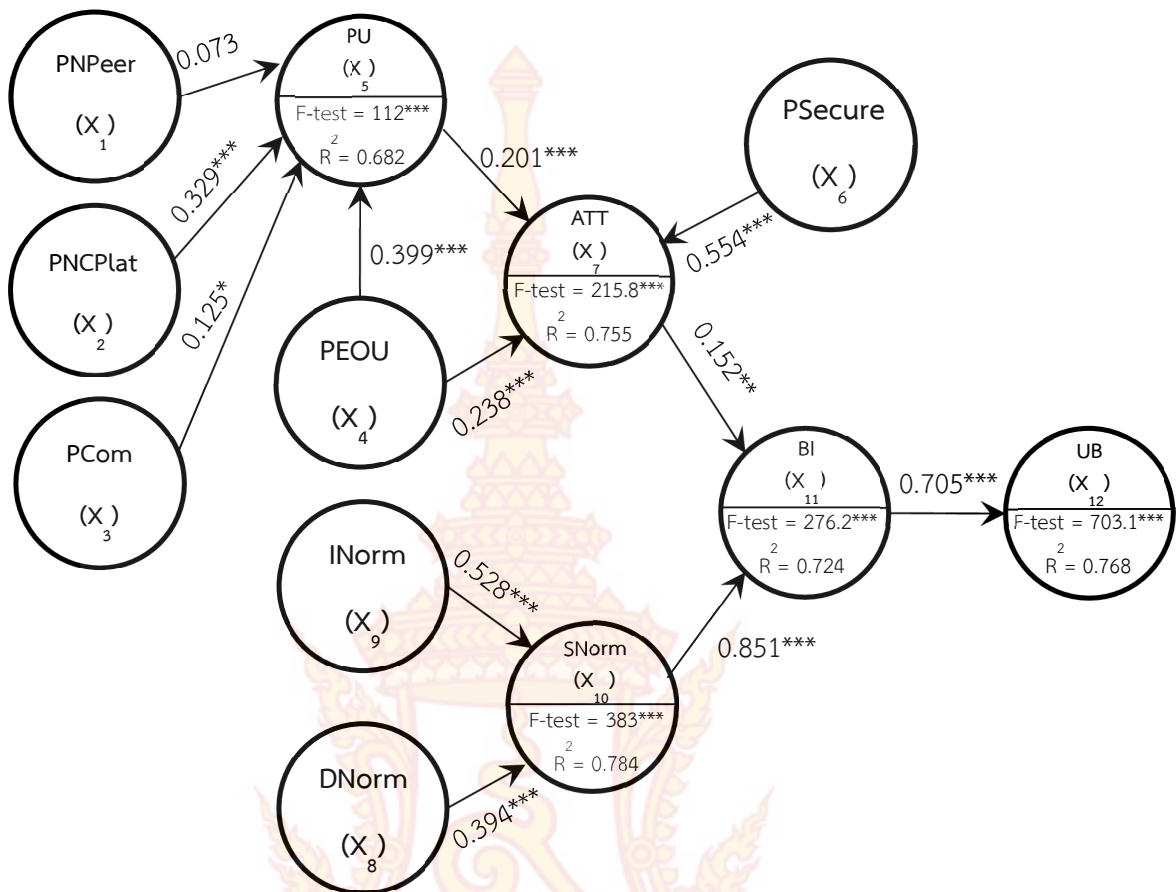 PNPeer
(X1)
0.073
PU
(X5)
F-test = 112***
R² = 0.682
PSecure
(X6)
0.329***
0.201***
PNCPlat
(X2)
0.125*
0.399***
ATT
(X7)
F-test = 215.8***
R² = 0.755
0.554***
PEOU
(X4)
0.238***
0.152**
PCom
(X3)
BI
(X11)
F-test = 276.2***
R² = 0.724
0.705***
UB
(X12)
F-test = 703.1***
R² = 0.768
INorm
(X9)
0.528***
SNorm
(X10)
F-test = 383***
R² = 0.784
0.851***
DNorm
(X8)
0.394***